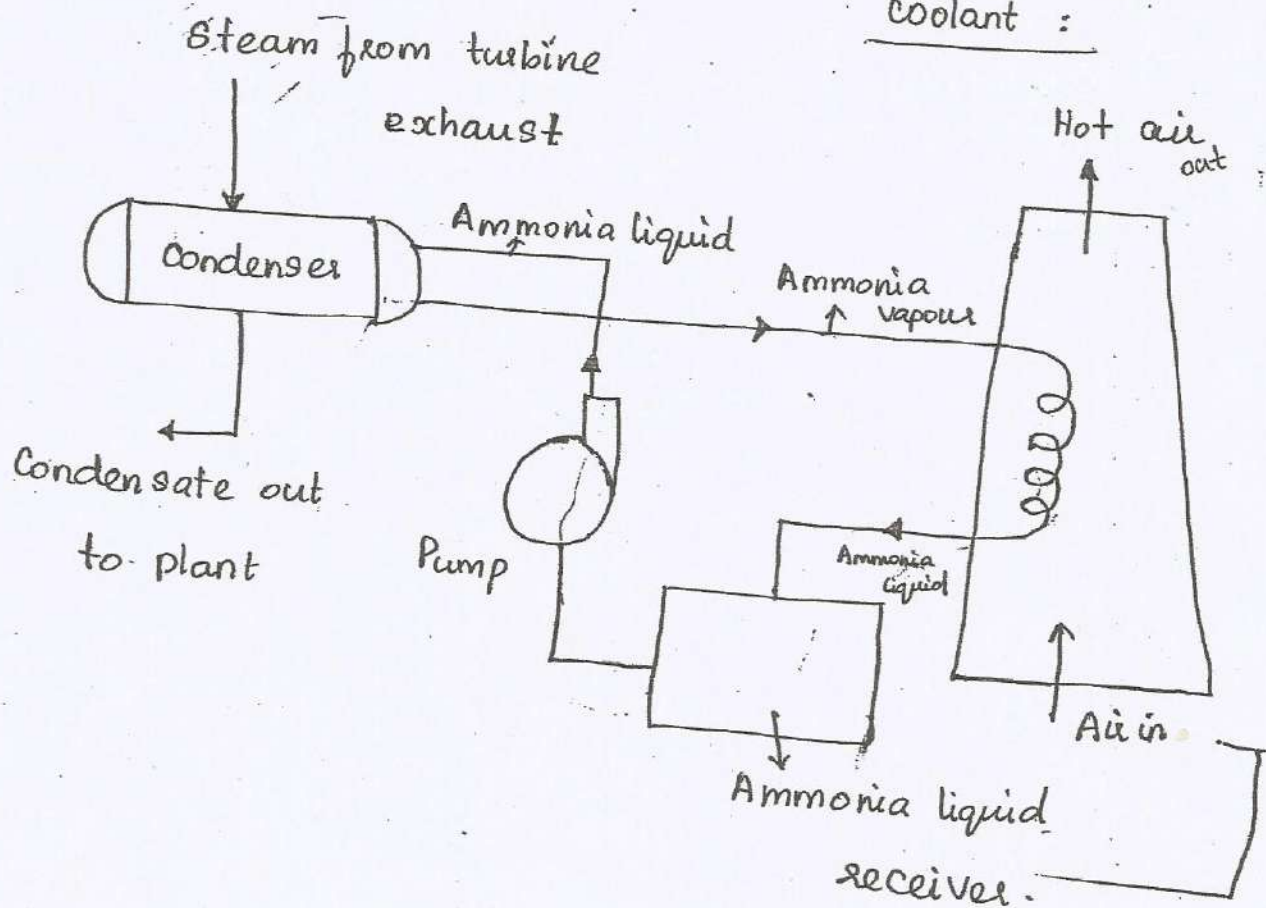 coolant :
Steam from turbine
exhaust
Hot air
out
Ammonia liquid
Condenser
Ammonia
vapour
Condensate out
to plant
Pump
Ammonia
liquid
Air in
Ammonia liquid
receiver.